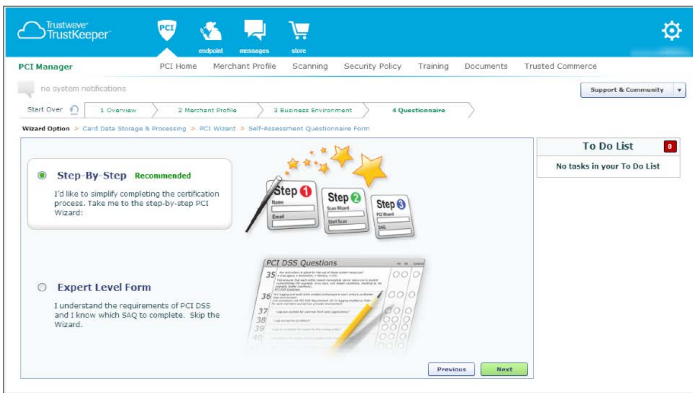 Trustwave®
TrustKeeper®
PCI
endpoint
messages
store
PCI Manager
PCI Home
Merchant Profile
Scanning
Security Policy
Training
Documents
Trusted Commerce
no system notifications
Support & Community
Start Over
1 Overview
2 Merchant Profile
3 Business Environment
4 Questionnaire
Wizard Option > Card Data Storage & Processing > PCI Wizard > Self-Assessment Questionnaire Form
To Do List
0
No tasks in your To Do List
Step-By-Step Recommended
I'd like to simplify completing the certification
process. Take me to the step-by-step PCI
Wizard:
Step 1
Name
Email
Step 2
Scan Wizard
Start Scan
Step 3
PCI Wizard
SAQ
Expert Level Form
I understand the requirements of PCI DSS
and I know which SAQ to complete. Skip the
Wizard.
PCI DSS Questions
35
36
37
38
39
40
Previous
Next